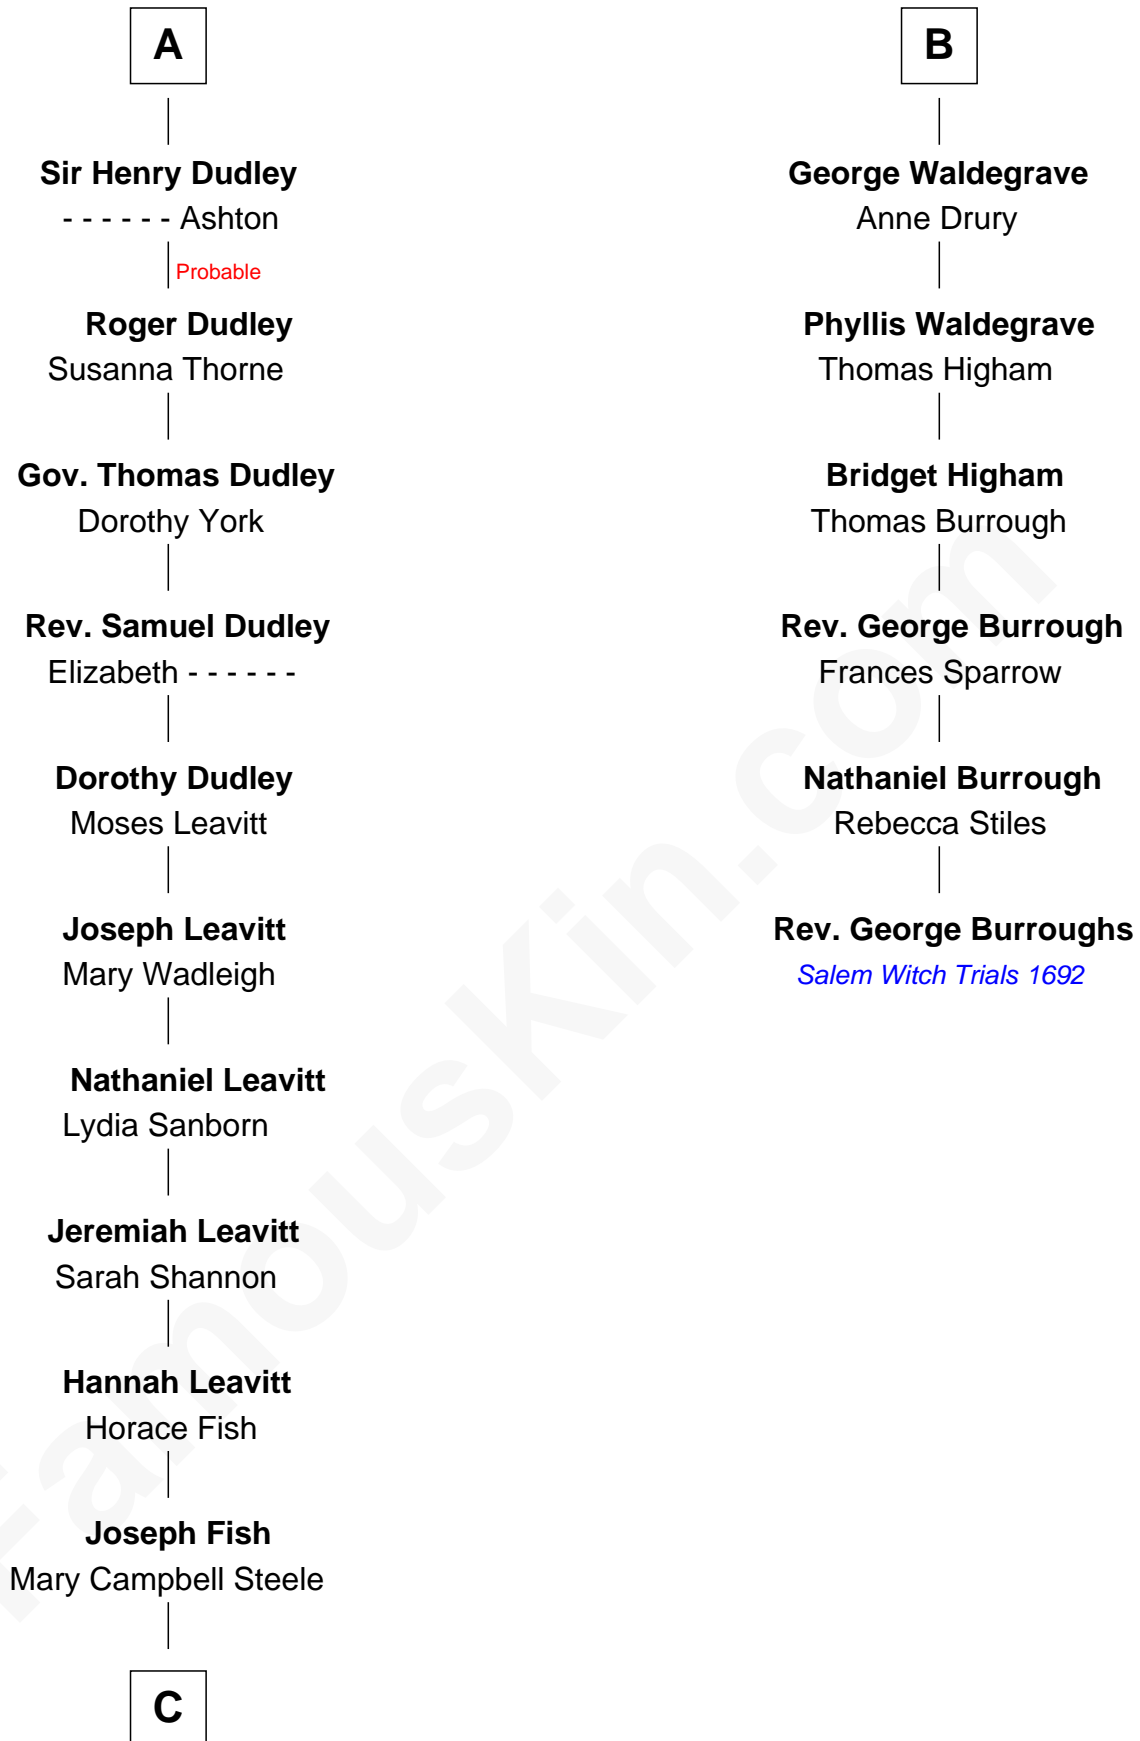 A
Sir Henry Dudley
- - - - - - Ashton
Probable
Roger Dudley
Susanna Thorne
Gov. Thomas Dudley
Dorothy York
Rev. Samuel Dudley
Elizabeth - - - - - -
Dorothy Dudley
Moses Leavitt
Joseph Leavitt
Mary Wadleigh
Nathaniel Leavitt
Lydia Sanborn
Jeremiah Leavitt
Sarah Shannon
Hannah Leavitt
Horace Fish
Joseph Fish
Mary Campbell Steele
C
B
George Waldegrave
Anne Drury
Phyllis Waldegrave
Thomas Higham
Bridget Higham
Thomas Burrough
Rev. George Burrough
Frances Sparrow
Nathaniel Burrough
Rebecca Stiles
Rev. George Burroughs
Salem Witch Trials 1692
FamousKin.com